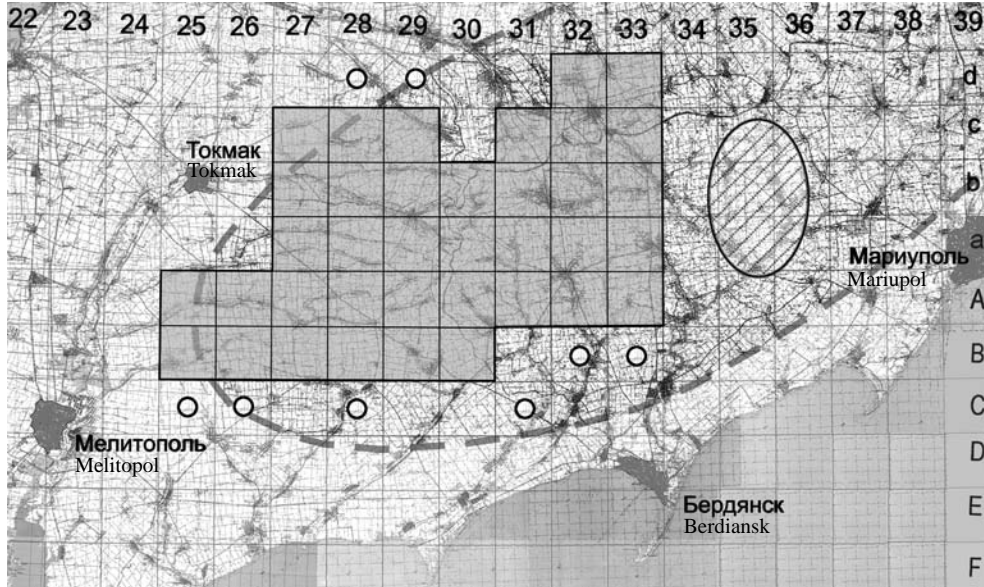 22 23 24 25 26 27 28 29 30 31 32 33 34 35 36 37 38 39
d
c
b
a
A
B
C
D
E
F
Токмак
Tokmak
Мариуполь
Mariupol
Мелитополь
Melitopol
Бердянск
Berdiansk